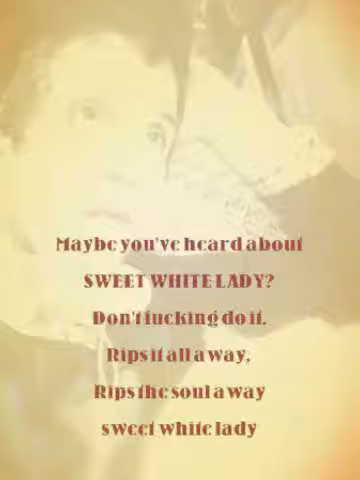 Maybe you've heard about
SWEET WHITE LADY?
Don't fucking do it.
Rips it all away,
Rips the soul away
sweet white lady